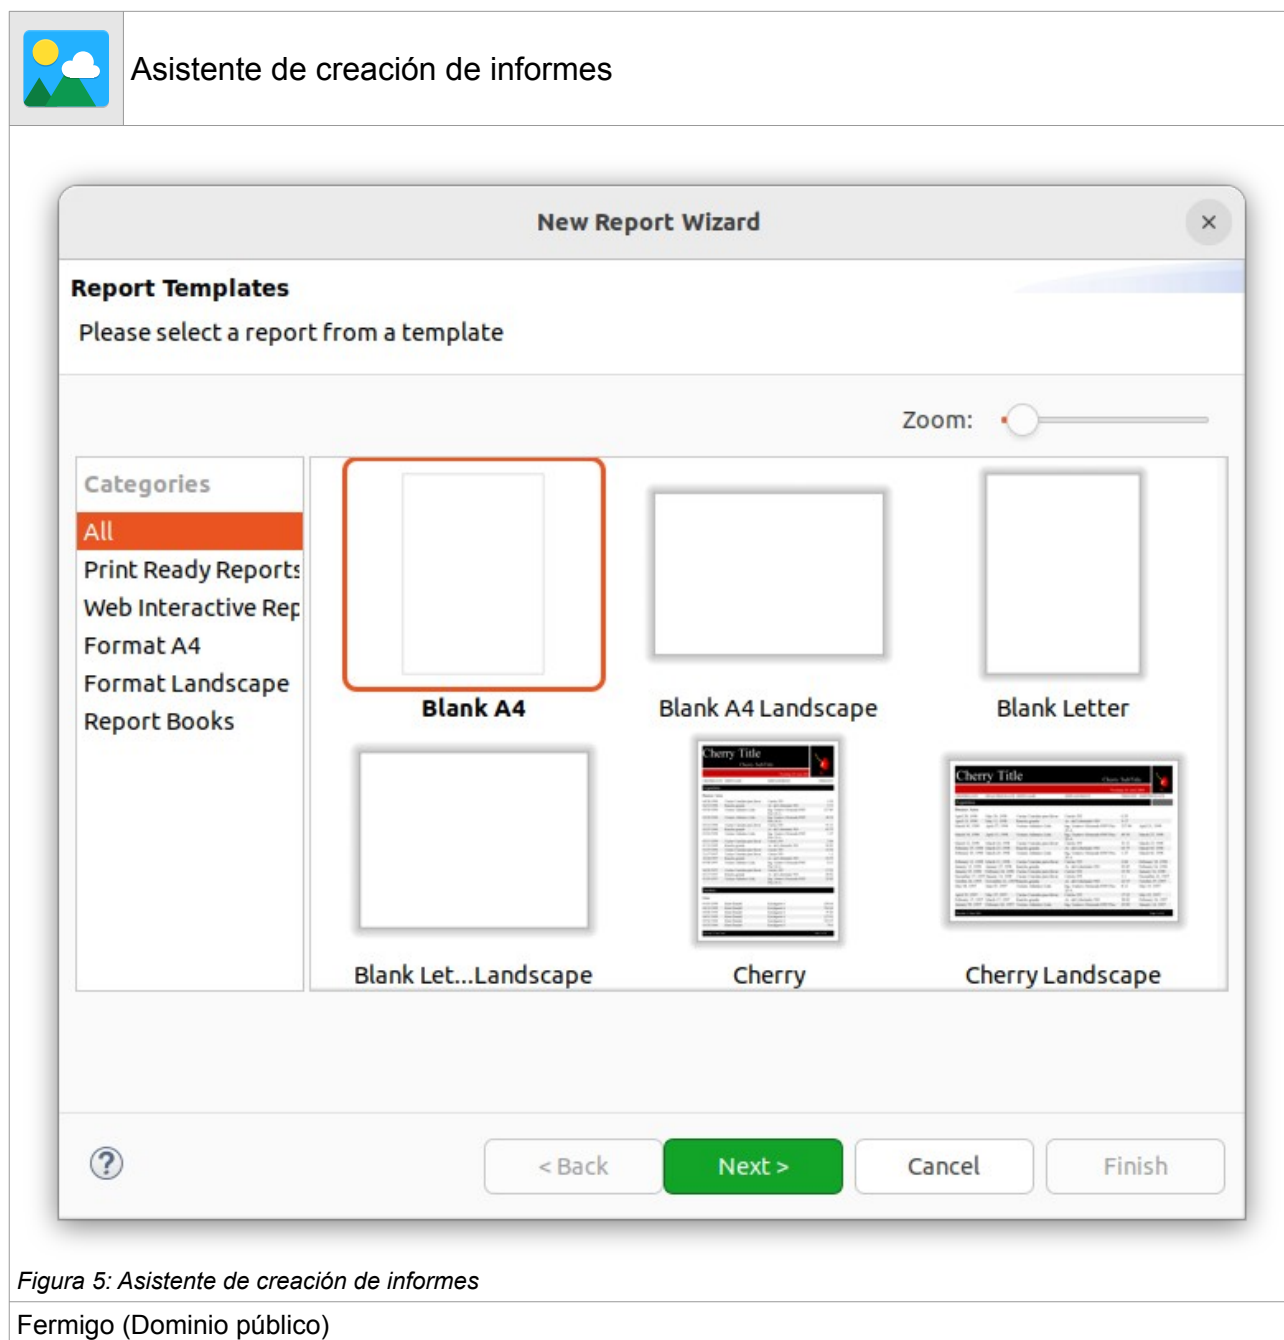 Asistente de creación de informes
New Report Wizard
Report Templates
Please select a report from a template
Zoom:
Categories
All
Print Ready Reports
Web Interactive Rep
Format A4
Format Landscape
Report Books
Blank A4
Blank A4 Landscape
Blank Letter
Cherry Title
Cherry Title
Blank Let...Landscape
Cherry
Cherry Landscape
< Back
Next >
Cancel
Finish
Figura 5: Asistente de creación de informes
Fermigo (Dominio público)